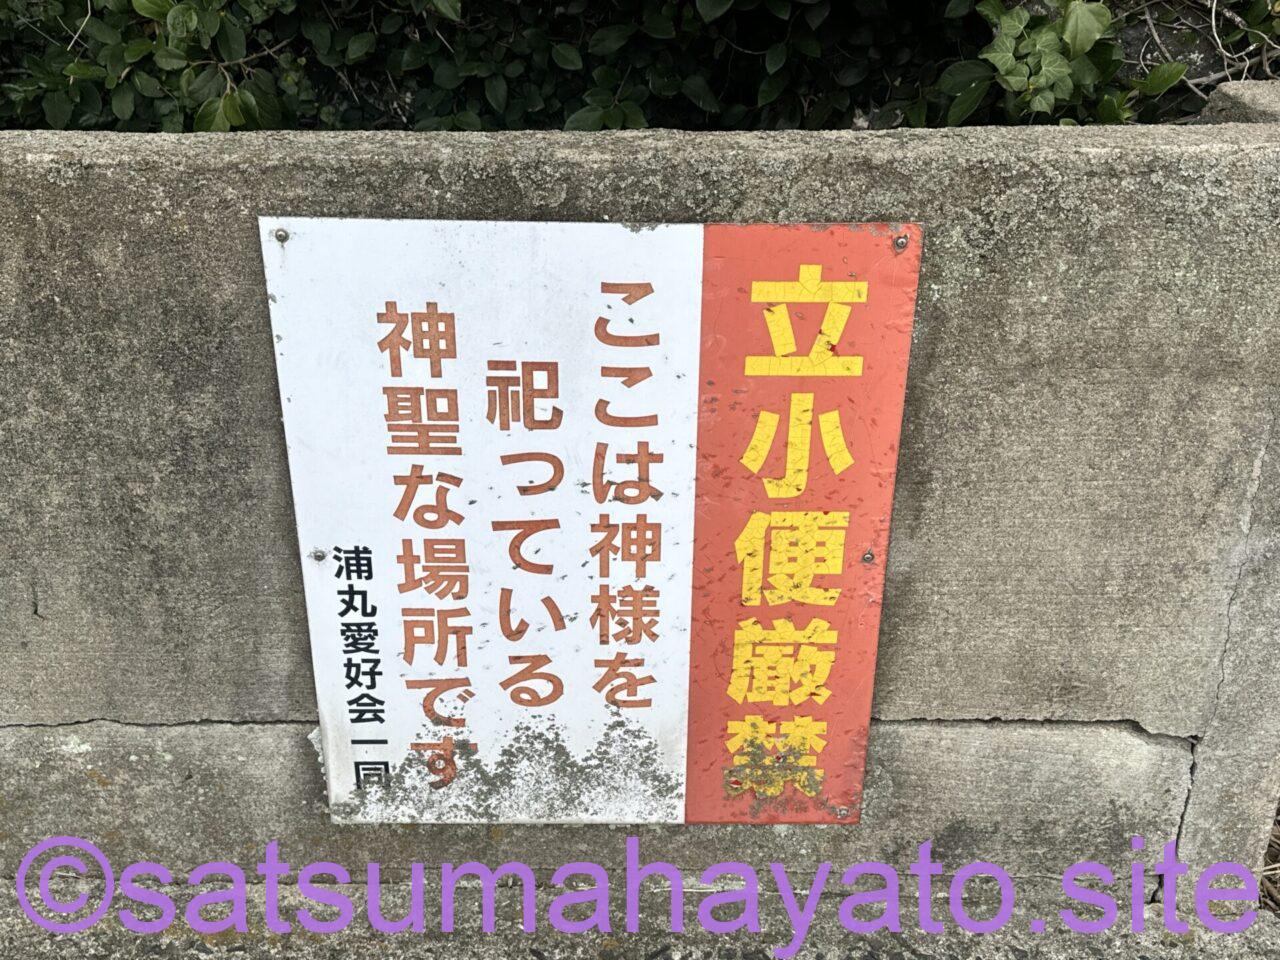 立小便厳禁
ここは神様を
祀っている
神聖な場所です
浦丸愛好会一同
©satsumahayato.site